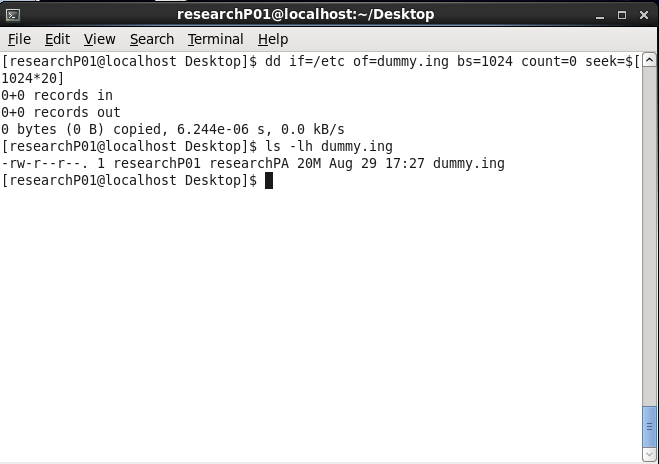 researchP01@localhost:~/Desktop
File Edit View Search Terminal Help
[researchP01@localhost Desktop]$ dd if=/etc of=dummy.ing bs=1024 count=0 seek=$[
1024*20]
0+0 records in
0+0 records out
0 bytes (0 B) copied, 6.244e-06 s, 0.0 kB/s
[researchP01@localhost Desktop]$ ls -lh dummy.ing
-rw-r--r--. 1 researchP01 researchPA 20M Aug 29 17:27 dummy.ing
[researchP01@localhost Desktop]$